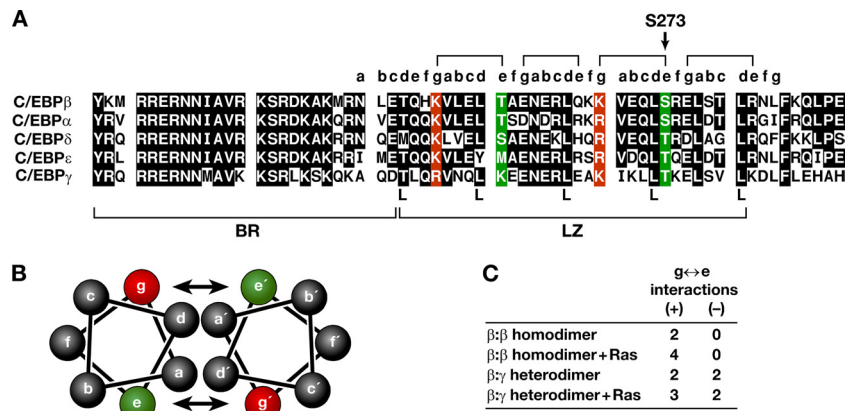 A
S273
a bcdefgabcd efgabcdefg abcdefgabc defg
C/EBPβ YKM RRERNNIAVR KSRDKAKMRN LETQHKVLEL TAENERLQKK VEQLSRELST LRNLFKQLPE
C/EBPα YRV RRERNNIAVR KSRDKAKQRN VETQQKVLEL TSDNDRLRKR VEQLSRELDT LRGIFRQLPE
C/EBPδ YRQ RRERNNIAVR KSRDKAKRRN QEMQQKLVEL SAENEKLHQR VEQLTRDLAG LRQFFKKLPS
C/EBPε YRL RRERNNIAVR KSRDKAKRRI METQQKVLEY MAENERLRSR VDQLTQELDT LRNLFRQIPE
C/EBPγ YRQ RRERNNMAVK KSRLKSKQKA QDTLQRVNQL KEENERLEAK IKLLTKELSV LKDLFLEHAH
L L L L L
BR LZ
B
g e´
c d a´ b´
f f´
b a d´ c´
e g´
C
g↔e
interactions
(+) (–)
β:β homodimer 2 0
β:β homodimer+Ras 4 0
β:γ heterodimer 2 2
β:γ heterodimer+Ras 3 2